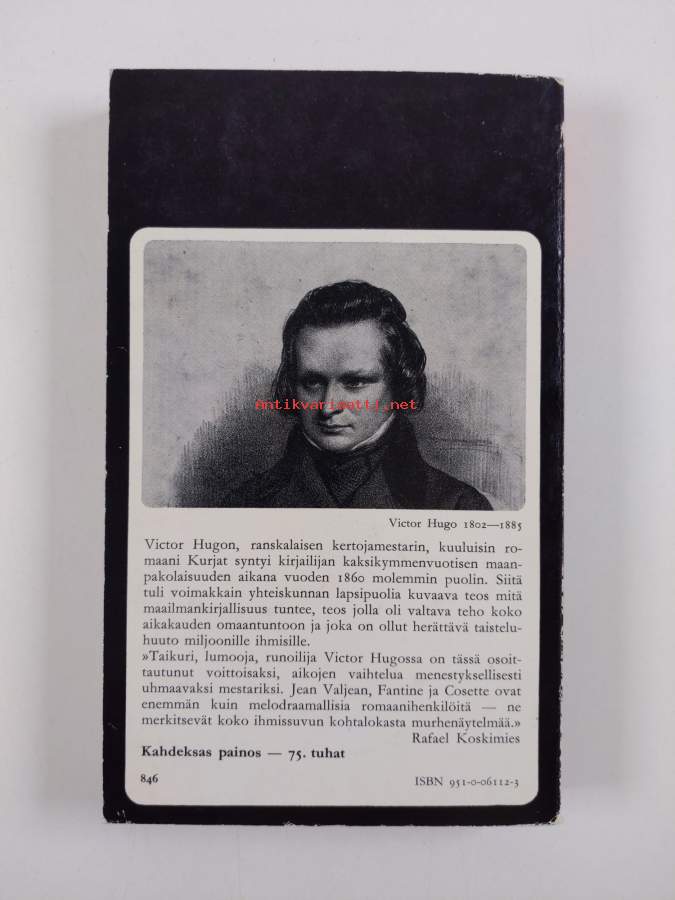 antikvariaatti.net
Victor Hugo 1802—1885
Victor Hugon, ranskalaisen kertojamestarin, kuuluisin ro-
maani Kurjat syntyi kirjailijan kaksikymmenvuotisen maan-
pakolaisuuden aikana vuoden 1860 molemmin puolin. Siitä
tuli voimakkain yhteiskunnan lapsipuolia kuvaava teos mitä
maailmankirjallisuus tuntee, teos jolla oli valtava teho koko
aikakauden omaantuntoon ja joka on ollut herättävä taistelu-
huuto miljoonille ihmisille.
»Taikuri, lumooja, runoilija Victor Hugossa on tässä osoit-
tautunut voittoisaksi, aikojen vaihtelua menestyksellisesti
uhmaavaksi mestariksi. Jean Valjean, Fantine ja Cosette ovat
enemmän kuin melodraamallisia romaanihenkilöitä — ne
merkitsevät koko ihmissuvun kohtalokasta murhenäytelmää.»
Rafael Koskimies
Kahdeksas painos — 75. tuhat
846
ISBN 951-0-06112-3